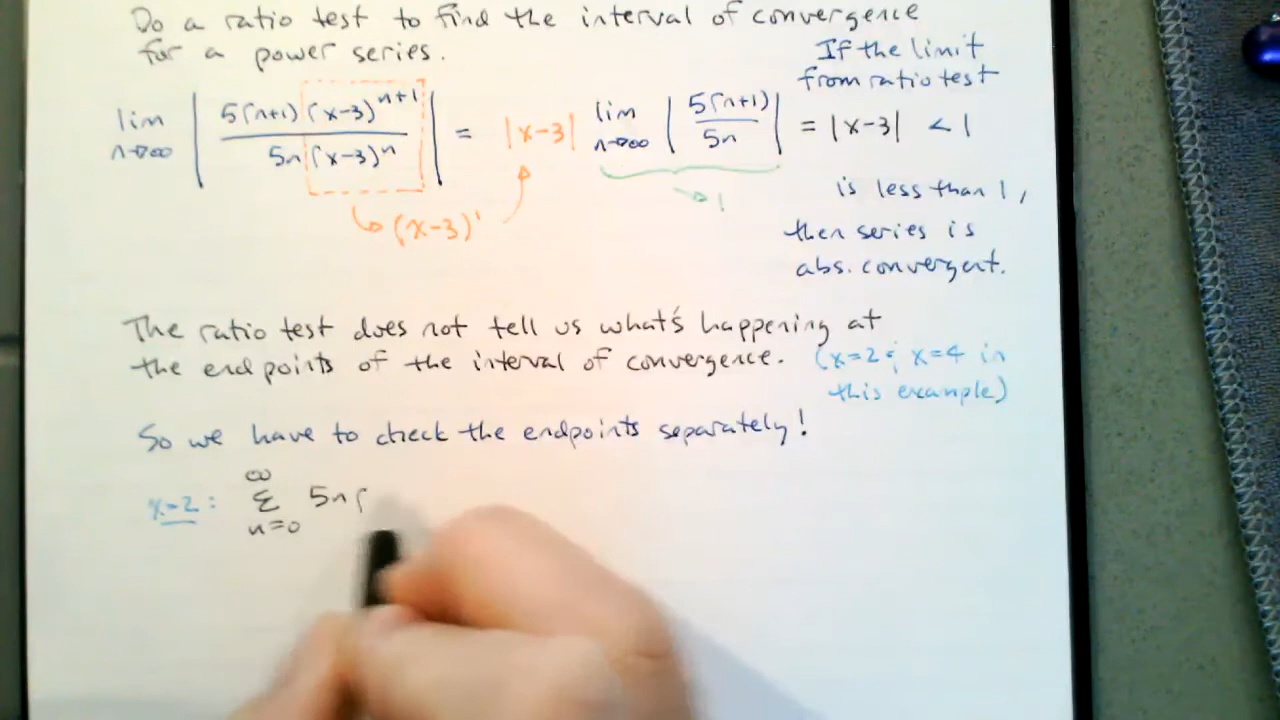 Do a ratio test to find the interval of convergence
for a power series.
If the limit
from ratio test
lim n→∞ | 5(n+1)(x-3)^{n+1} / 5n(x-3)^n | = |x-3| lim n→∞ | 5(n+1) / 5n | = |x-3| < 1
→ 1
↳ (x-3)^1
is less than 1,
then series is
abs. convergent.
The ratio test does not tell us what's happening at
the endpoints of the interval of convergence. (x=2 & x=4 in
this example)
So we have to check the endpoints separately!
x=2: ∞ Σ n=0 5n(